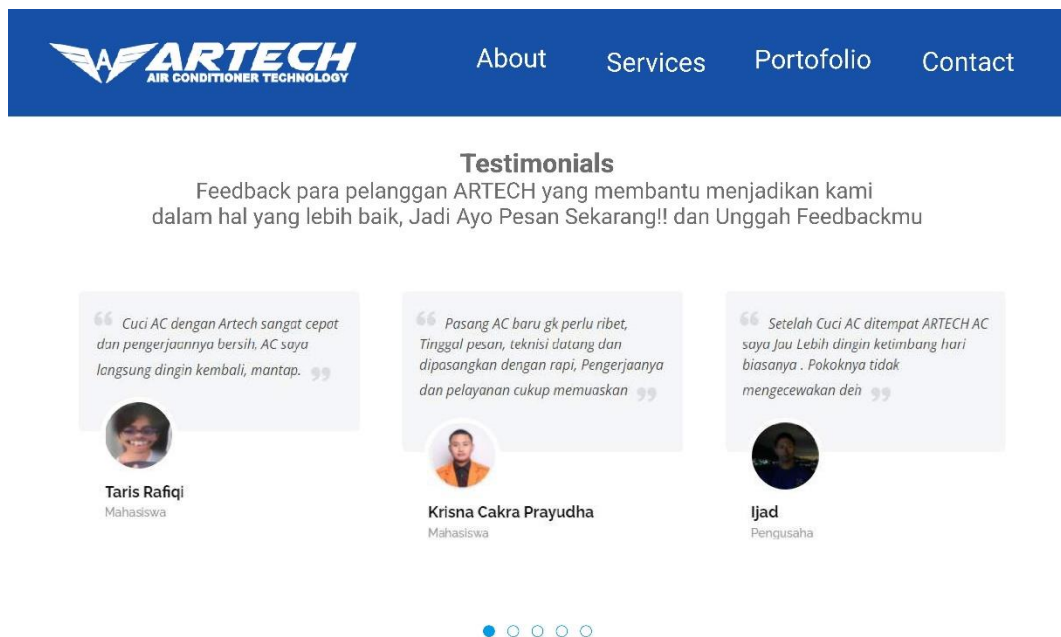 ARTECH
AIR CONDITIONER TECHNOLOGY
About
Services
Portofolio
Contact
Testimonials
Feedback para pelanggan ARTECH yang membantu menjadikan kami
dalam hal yang lebih baik, Jadi Ayo Pesan Sekarang!! dan Unggah Feedbackmu
“ Cuci AC dengan Artech sangat cepat
dan pengerjaannya bersih, AC saya
langsung dingin kembali, mantap. ”
Taris Rafiqi
Mahasiswa
“ Pasang AC baru gk perlu ribet,
Tinggal pesan, teknisi datang dan
dipasangkan dengan rapi, Pengerjaanya
dan pelayanan cukup memuaskan ”
Krisna Cakra Prayudha
Mahasiswa
“ Setelah Cuci AC ditempat ARTECH AC
saya Jau Lebih dingin ketimbang hari
biasanya . Pokoknya tidak
mengecewakan deh ”
Ijad
Pengusaha